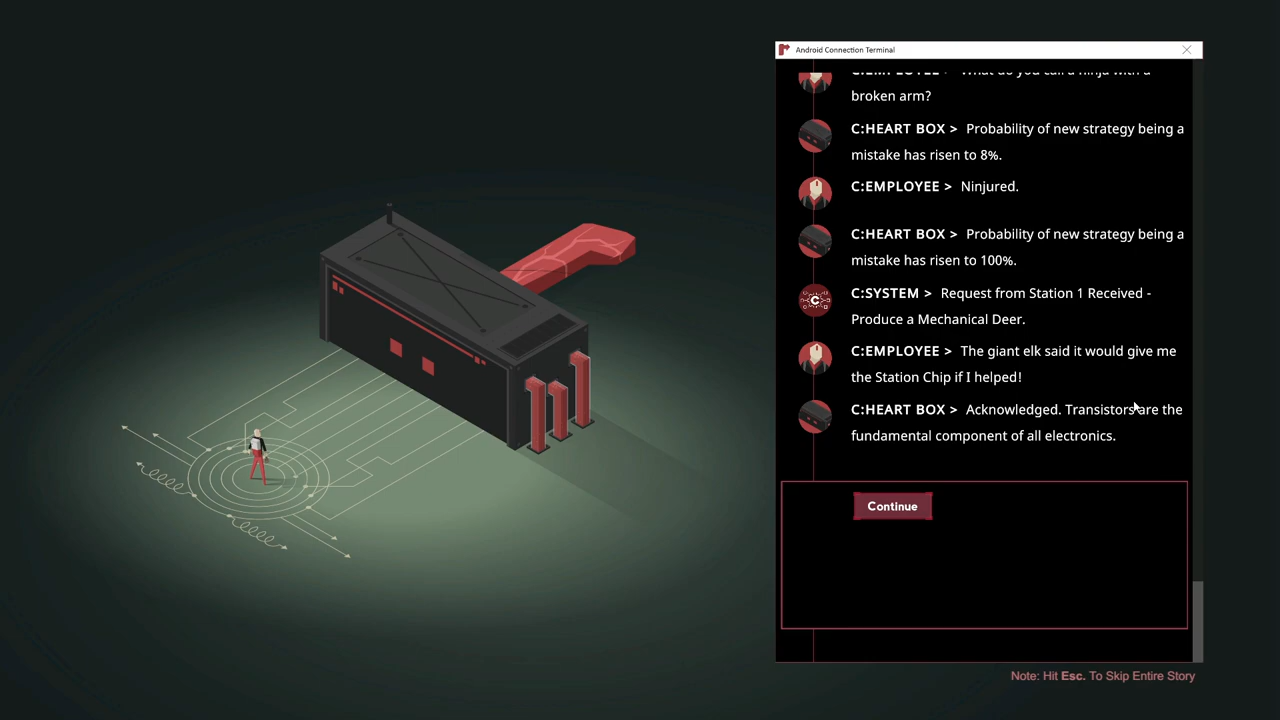 Android Connection Terminal
C:EMPLOYEE > What do you call a ninja with a
broken arm?
C:HEART BOX > Probability of new strategy being a
mistake has risen to 8%.
C:EMPLOYEE > Ninjured.
C:HEART BOX > Probability of new strategy being a
mistake has risen to 100%.
C:SYSTEM > Request from Station 1 Received -
Produce a Mechanical Deer.
C:EMPLOYEE > The giant elk said it would give me
the Station Chip if I helped!
C:HEART BOX > Acknowledged. Transistors are the
fundamental component of all electronics.
Continue
Note: Hit Esc. To Skip Entire Story